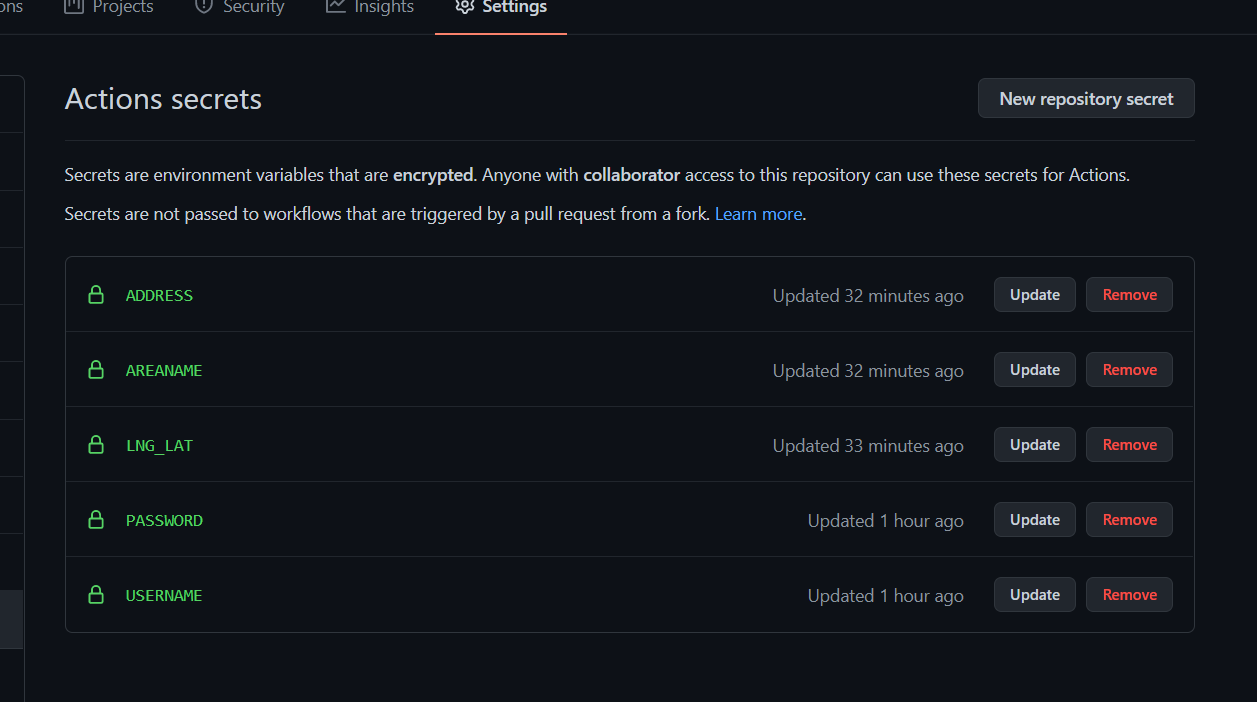 ons Projects Security Insights Settings
Actions secrets New repository secret
Secrets are environment variables that are encrypted. Anyone with collaborator access to this repository can use these secrets for Actions.
Secrets are not passed to workflows that are triggered by a pull request from a fork. Learn more.
ADDRESS Updated 32 minutes ago Update Remove
AREANAME Updated 32 minutes ago Update Remove
LNG_LAT Updated 33 minutes ago Update Remove
PASSWORD Updated 1 hour ago Update Remove
USERNAME Updated 1 hour ago Update Remove